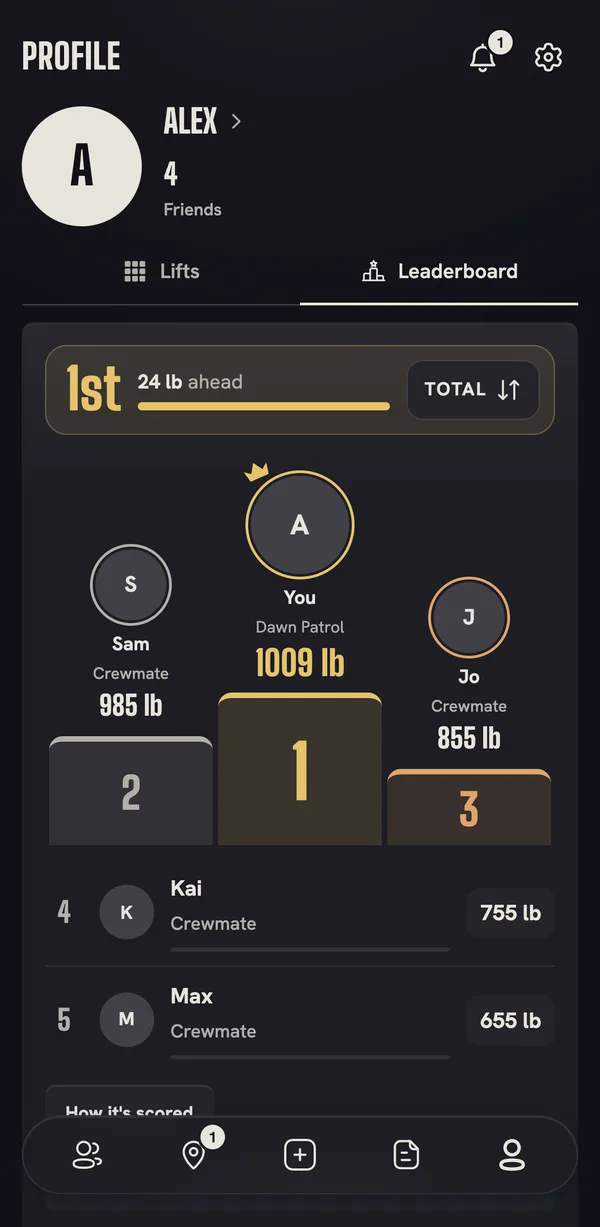 PROFILE
1
A
ALEX
4
Friends
Lifts
Leaderboard
1st
24 lb ahead
TOTAL
A
You
Dawn Patrol
1009 lb
S
Sam
Crewmate
985 lb
J
Jo
Crewmate
855 lb
2
1
3
4
K
Kai
Crewmate
755 lb
5
M
Max
Crewmate
655 lb
How it's scored
1